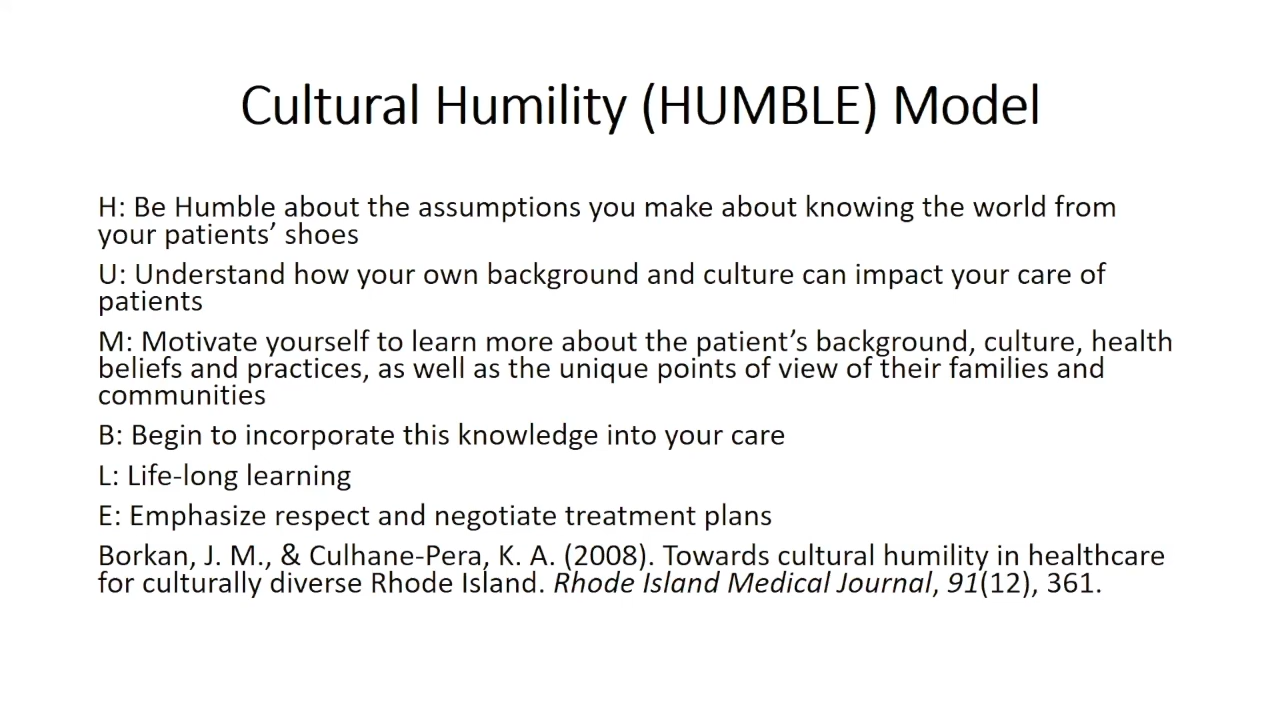 Cultural Humility (HUMBLE) Model
H: Be Humble about the assumptions you make about knowing the world from
your patients’ shoes
U: Understand how your own background and culture can impact your care of
patients
M: Motivate yourself to learn more about the patient’s background, culture, health
beliefs and practices, as well as the unique points of view of their families and
communities
B: Begin to incorporate this knowledge into your care
L: Life-long learning
E: Emphasize respect and negotiate treatment plans
Borkan, J. M., & Culhane-Pera, K. A. (2008). Towards cultural humility in healthcare
for culturally diverse Rhode Island. Rhode Island Medical Journal, 91(12), 361.